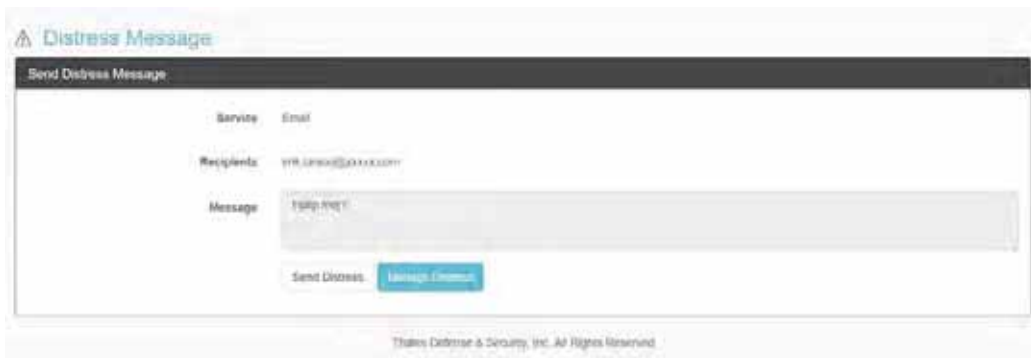 Distress Message
Send Distress Message
Service Email
Recipients
Message
Send Distress Manage Distress
Thales Defense & Security, Inc. All Rights Reserved